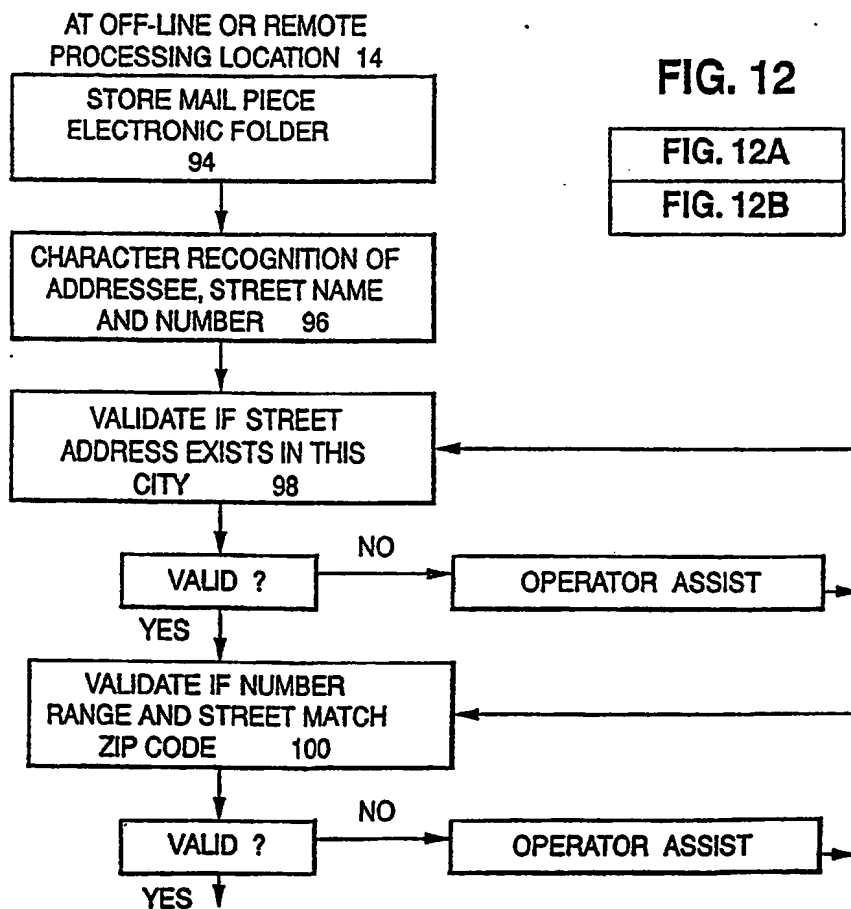 AT OFF-LINE OR REMOTE
PROCESSING LOCATION 14
STORE MAIL PIECE
ELECTRONIC FOLDER
94
FIG. 12
FIG. 12A
FIG. 12B
CHARACTER RECOGNITION OF
ADDRESSEE, STREET NAME
AND NUMBER 96
VALIDATE IF STREET
ADDRESS EXISTS IN THIS
CITY 98
VALID ?
NO
OPERATOR ASSIST
YES
VALIDATE IF NUMBER
RANGE AND STREET MATCH
ZIP CODE 100
VALID ?
NO
OPERATOR ASSIST
YES